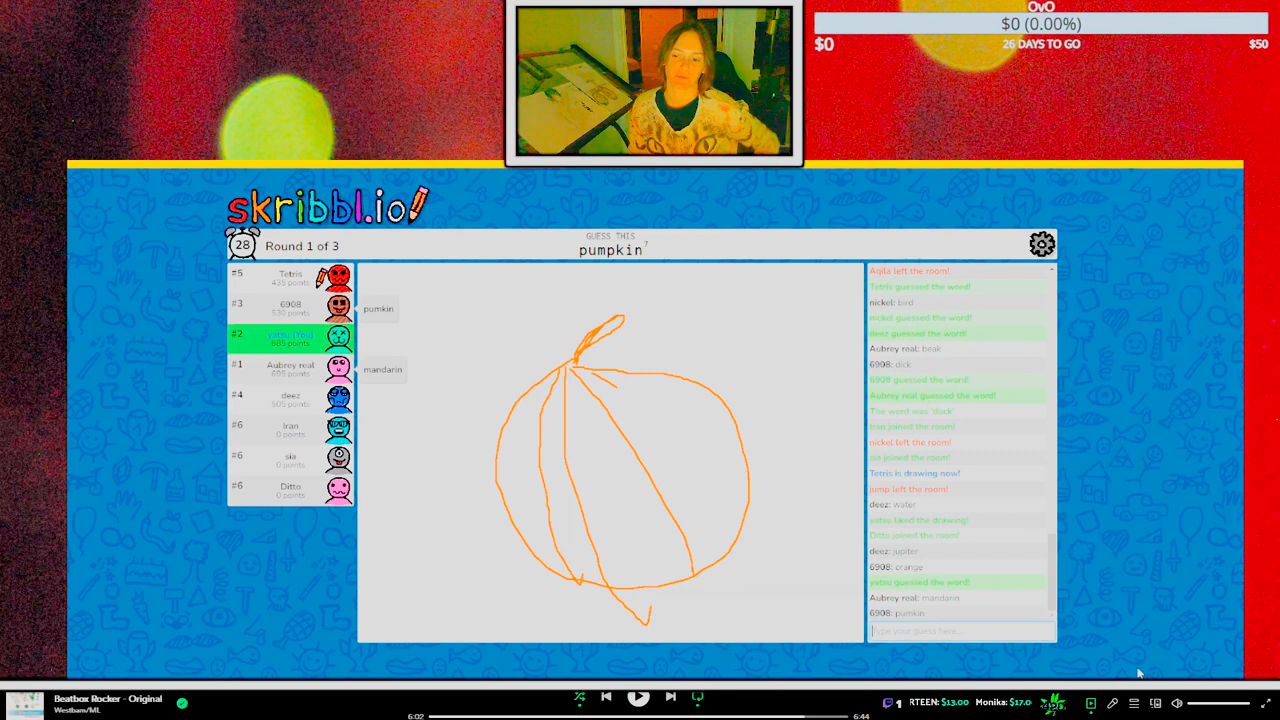 OvO
$0 (0.00%)
$0
26 DAYS TO GO
$50
skribbl.io
28
Round 1 of 3
GUESS THIS
pumpkin7
#5
Tetris
435 points
#3
6908
530 points
pumkin
#2
yatsu (You)
685 points
#1
Aubrey real
695 points
mandarin
#4
deez
505 points
#6
Iran
0 points
#6
sia
0 points
#6
Ditto
0 points
Aqila left the room!
Tetris guessed the word!
nickel: bird
nickel guessed the word!
deez guessed the word!
Aubrey real: beak
6908: dick
6908 guessed the word!
Aubrey real guessed the word!
The word was 'duck'
Iran joined the room!
nickel left the room!
sia joined the room!
Tetris is drawing now!
jump left the room!
deez: water
yatsu liked the drawing!
Ditto joined the room!
deez: jupiter
6908: orange
yatsu guessed the word!
Aubrey real: mandarin
6908: pumkin
Type your guess here...
Beatbox Rocker - Original
Westbam/ML
6:02
6:44
1
RTEEN: $13.00
Monika: $17.0